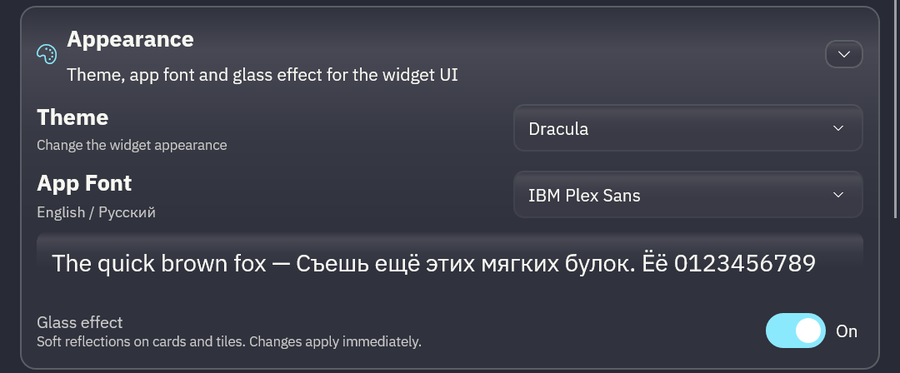 Appearance
Theme, app font and glass effect for the widget UI
Theme
Change the widget appearance
Dracula
App Font
English / Русский
IBM Plex Sans
The quick brown fox — Съешь ещё этих мягких булок. Ёё 0123456789
Glass effect
Soft reflections on cards and tiles. Changes apply immediately.
On